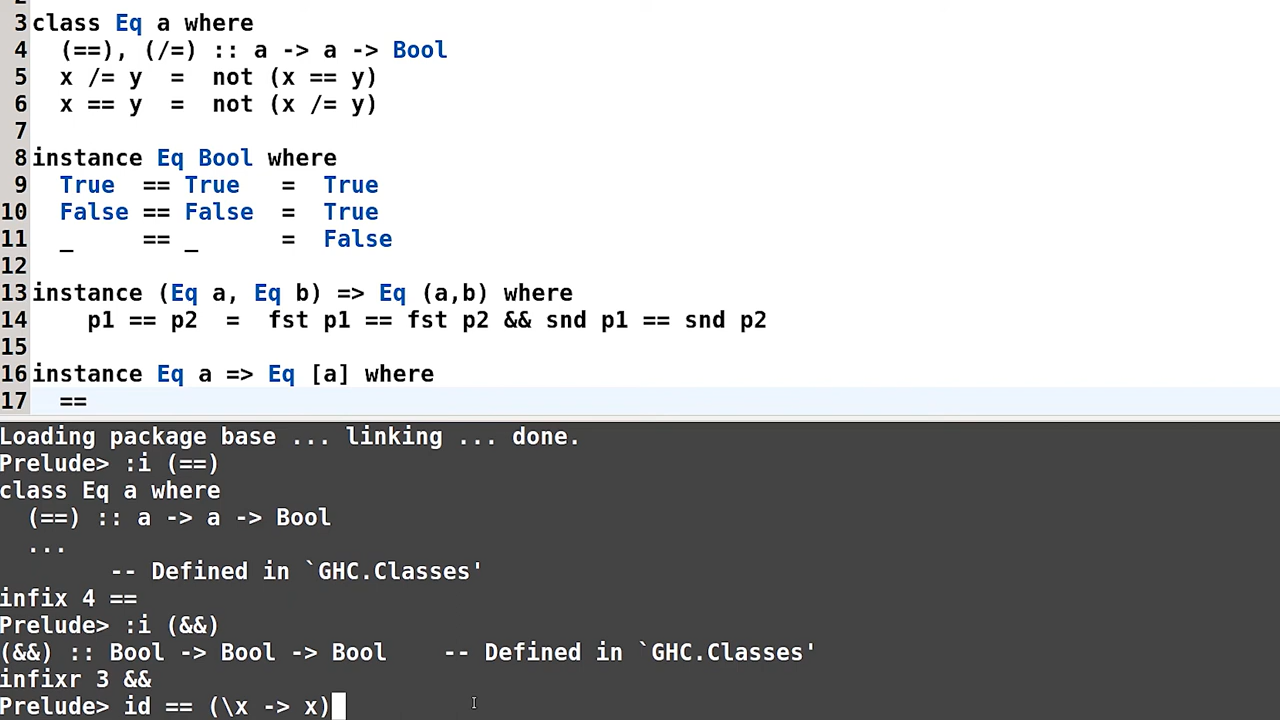 3 class Eq a where
4   (==), (/=) :: a -> a -> Bool
5   x /= y  =  not (x == y)
6   x == y  =  not (x /= y)
7
8 instance Eq Bool where
9   True  == True   =  True
10   False == False  =  True
11   _     == _      =  False
12
13 instance (Eq a, Eq b) => Eq (a,b) where
14     p1 == p2  =  fst p1 == fst p2 && snd p1 == snd p2
15
16 instance Eq a => Eq [a] where
17   ==
Loading package base ... linking ... done.
Prelude> :i (==)
class Eq a where
  (==) :: a -> a -> Bool
  ...
        -- Defined in `GHC.Classes'
infix 4 ==
Prelude> :i (&&)
(&&) :: Bool -> Bool -> Bool    -- Defined in `GHC.Classes'
infixr 3 &&
Prelude> id == (\x -> x)